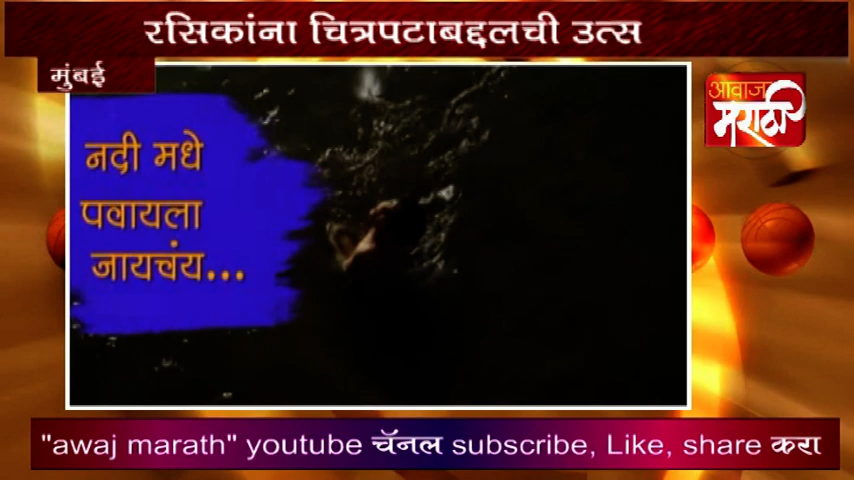 रसिकांना चित्रपटाबद्दलची उत्स
मुंबई
आवाज
मराठी
नदी मधे
पवायला
जायचंय...
"awaj marath" youtube चॅनल subscribe, Like, share करा